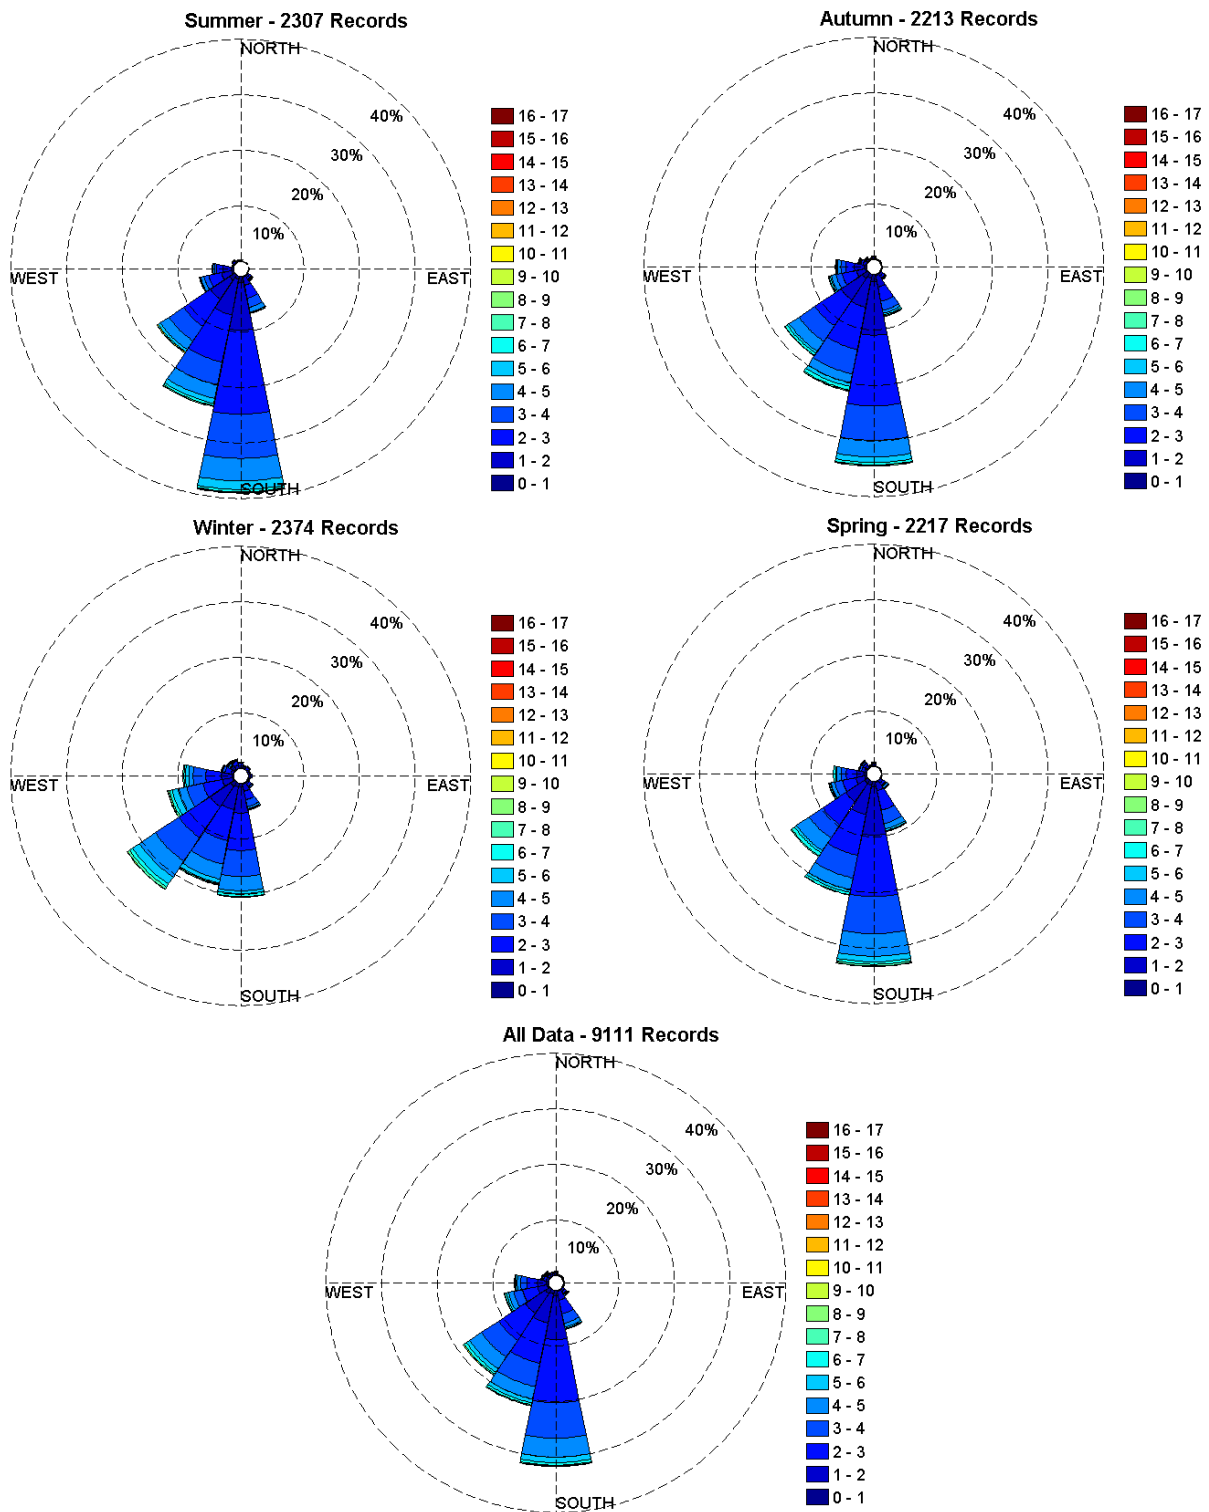 Summer - 2307 Records
NORTH
40%
30%
20%
10%
WEST
EAST
SOUTH
16 - 17
15 - 16
14 - 15
13 - 14
12 - 13
11 - 12
10 - 11
9 - 10
8 - 9
7 - 8
6 - 7
5 - 6
4 - 5
3 - 4
2 - 3
1 - 2
0 - 1
Autumn - 2213 Records
NORTH
40%
30%
20%
10%
WEST
EAST
SOUTH
16 - 17
15 - 16
14 - 15
13 - 14
12 - 13
11 - 12
10 - 11
9 - 10
8 - 9
7 - 8
6 - 7
5 - 6
4 - 5
3 - 4
2 - 3
1 - 2
0 - 1
Winter - 2374 Records
NORTH
40%
30%
20%
10%
WEST
EAST
SOUTH
16 - 17
15 - 16
14 - 15
13 - 14
12 - 13
11 - 12
10 - 11
9 - 10
8 - 9
7 - 8
6 - 7
5 - 6
4 - 5
3 - 4
2 - 3
1 - 2
0 - 1
Spring - 2217 Records
NORTH
40%
30%
20%
10%
WEST
EAST
SOUTH
16 - 17
15 - 16
14 - 15
13 - 14
12 - 13
11 - 12
10 - 11
9 - 10
8 - 9
7 - 8
6 - 7
5 - 6
4 - 5
3 - 4
2 - 3
1 - 2
0 - 1
All Data - 9111 Records
NORTH
40%
30%
20%
10%
WEST
EAST
SOUTH
16 - 17
15 - 16
14 - 15
13 - 14
12 - 13
11 - 12
10 - 11
9 - 10
8 - 9
7 - 8
6 - 7
5 - 6
4 - 5
3 - 4
2 - 3
1 - 2
0 - 1